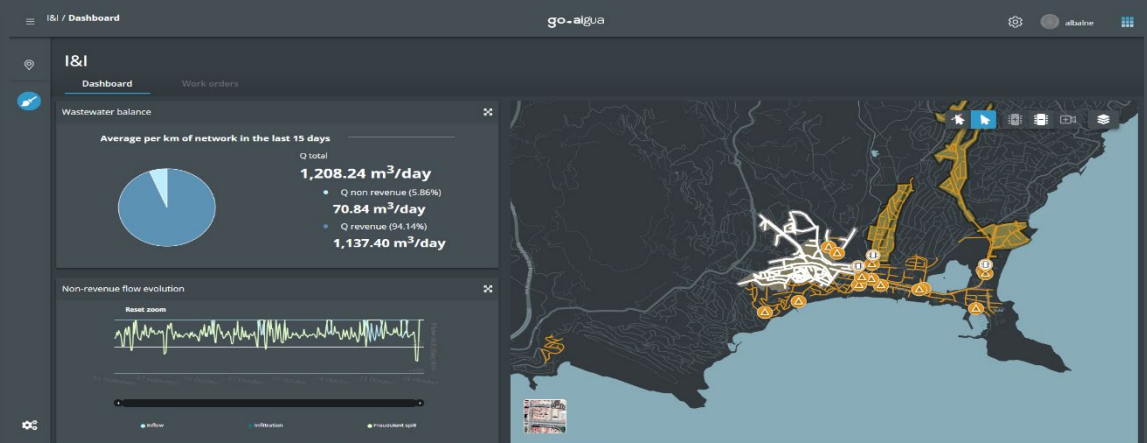 I&I / Dashboard
go·aigua
albaine
I&I
Dashboard
Work orders
Wastewater balance
Average per km of network in the last 15 days
Q total
1,208.24 m³/day
Q non revenue (5.86%)
70.84 m³/day
Q revenue (94.14%)
1,137.40 m³/day
Non-revenue flow evolution
Reset zoom
Inflow
Infiltration
Fraudulent spill